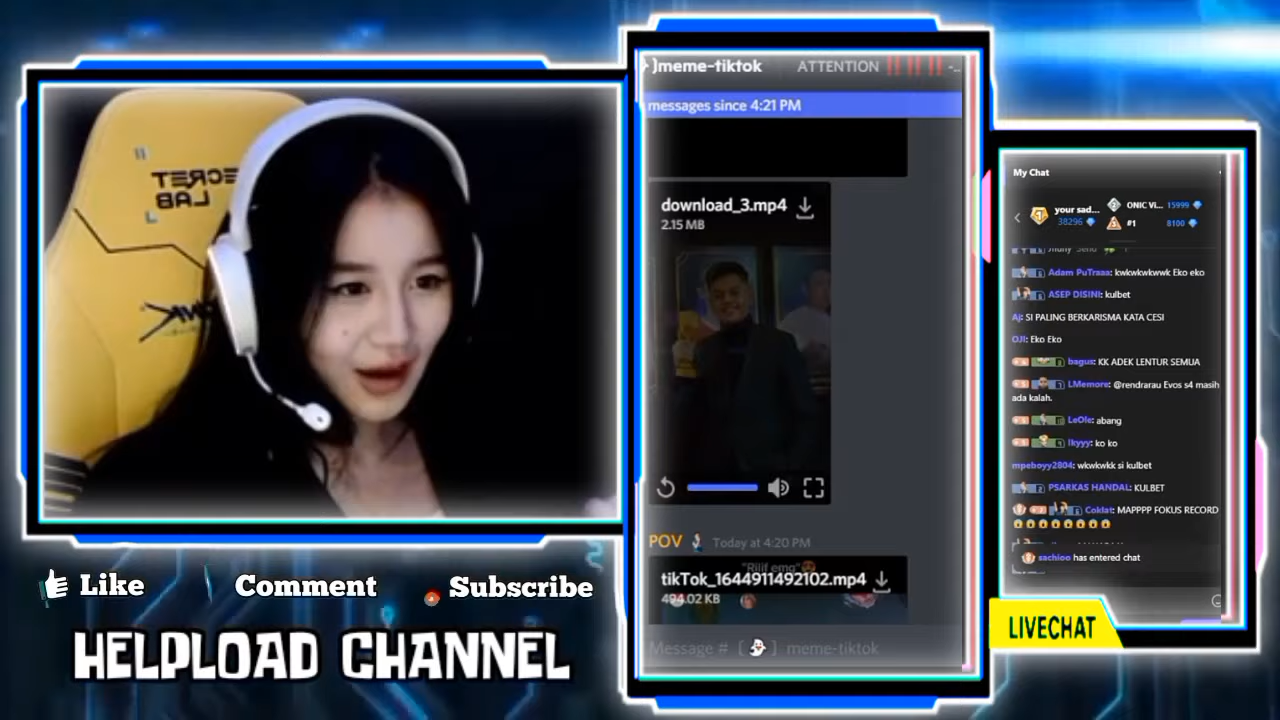 SECRET
LAB
Like
Comment
Subscribe
HELPLOAD CHANNEL
meme-tiktok
ATTENTION !! !! !! -..
messages since 4:21 PM
download_3.mp4
2.15 MB
POV
Today at 4:20 PM
tikTok_1644911492102.mp4
494.02 KB
Message # [ ] meme-tiktok
My Chat
your sad...
38296
ONIC Vi... 15999
#1 8100
Adam PuTraaa: kwkwkwkwwk Eko eko
ASEP DISINI: kulbet
AJ: SI PALING BERKARISMA KATA CESI
OJI: Eko Eko
bagus: KK ADEK LENTUR SEMUA
LMemore: @rendrarau Evos s4 masih
ada kalah.
LeOle: abang
Ikyyy: ko ko
mpeboyy2804: wkwkwkk si kulbet
PSARKAS HANDAL: KULBET
Coklat: MAPPPP FOKUS RECORD
sachioo has entered chat
LIVECHAT